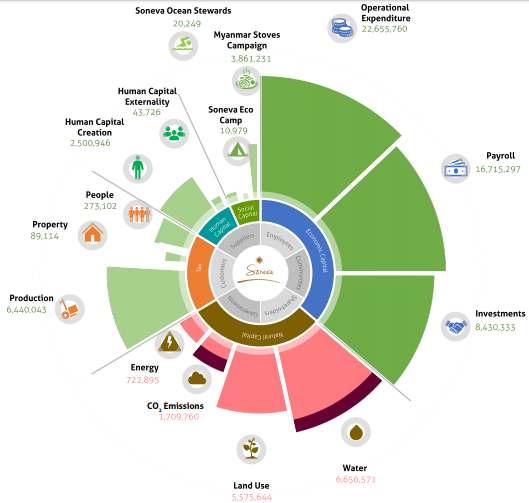 Soneva Ocean Stewards
20,249
Operational
Expenditure
22,655,760
Myanmar Stoves
Campaign
3,861,231
Human Capital
Externality
43,726
Soneva Eco
Camp
10,979
Human Capital
Creation
2,500,946
Payroll
16,715,297
People
273,102
Property
89,114
Human
Capital
Social
Capital
Economic Capital
Suppliers
Employees
Tax
Customers
Soneva
Communities
Production
6,440,043
Governments
Shareholders
Investments
8,430,333
Natural Capital
Energy
722,895
CO2 Emissions
1,709,760
Water
6,656,571
Land Use
5,575,644